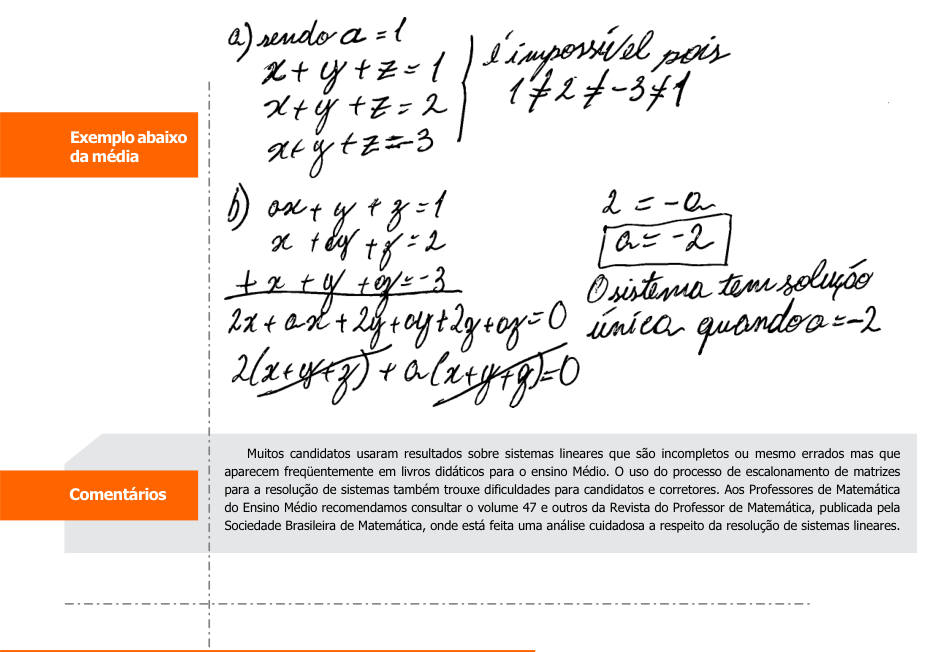 a) sendo a = 1
x + y + z = 1
x + y + z = 2
x + y + z = -3
é impossível pois
1 ≠ 2 ≠ -3 ≠ 1
Exemplo abaixo
da média
b) ax + y + z = 1
x + ay + z = 2
+ x + y + az = -3
2x + ax + 2y + ay + 2z + az = 0
2(x + y + z) + a(x + y + z) = 0
2 = -a
a = -2
O sistema tem solução
única quando a = -2
Comentários
Muitos candidatos usaram resultados sobre sistemas lineares que são incompletos ou mesmo errados mas que
aparecem freqüentemente em livros didáticos para o ensino Médio. O uso do processo de escalonamento de matrizes
para a resolução de sistemas também trouxe dificuldades para candidatos e corretores. Aos Professores de Matemática
do Ensino Médio recomendamos consultar o volume 47 e outros da Revista do Professor de Matemática, publicada pela
Sociedade Brasileira de Matemática, onde está feita uma análise cuidadosa a respeito da resolução de sistemas lineares.